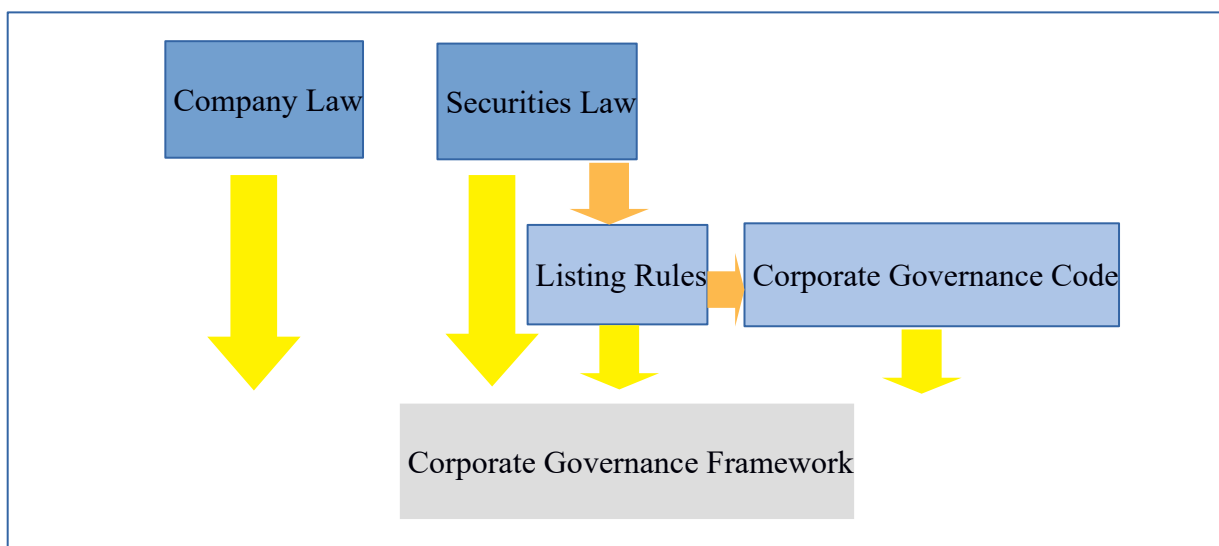 Company Law
Securities Law
Listing Rules
Corporate Governance Code
Corporate Governance Framework